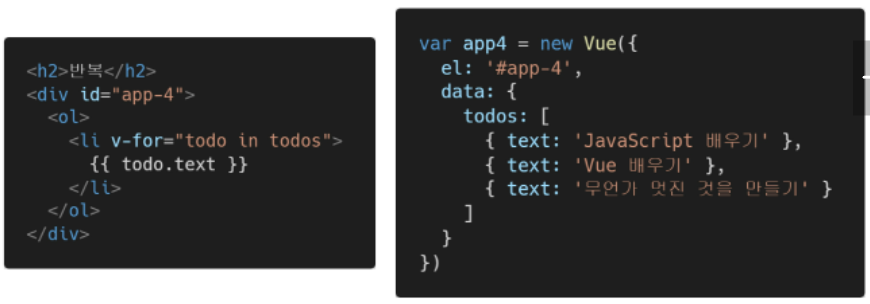 <h2>반복</h2>
<div id="app-4">
  <ol>
    <li v-for="todo in todos">
      {{ todo.text }}
    </li>
  </ol>
</div>
var app4 = new Vue({
  el: '#app-4',
  data: {
    todos: [
      { text: 'JavaScript 배우기' },
      { text: 'Vue 배우기' },
      { text: '무언가 멋진 것을 만들기' }
    ]
  }
})